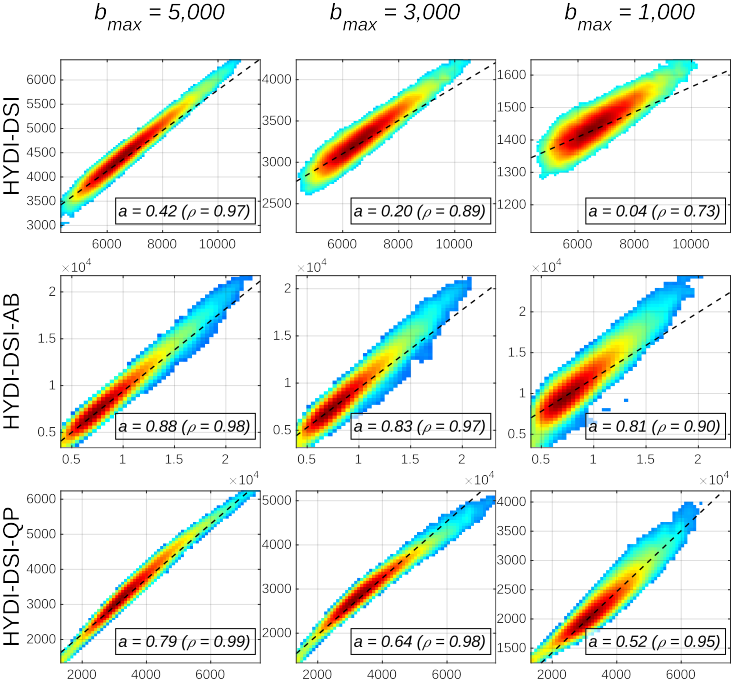 b_max = 5,000 b_max = 3,000 b_max = 1,000
HYDI-DSI
6000
5500
5000
4500
4000
3500
3000
a = 0.42 (ρ = 0.97)
6000 8000 10000
4000
3500
3000
2500
a = 0.20 (ρ = 0.89)
6000 8000 10000
1600
1500
1400
1300
1200
a = 0.04 (ρ = 0.73)
6000 8000 10000
HYDI-DSI-AB
×10^4
2
1.5
1
0.5
a = 0.88 (ρ = 0.98)
0.5 1 1.5 2
×10^4
×10^4
2
1.5
1
0.5
a = 0.83 (ρ = 0.97)
0.5 1 1.5 2
×10^4
×10^4
2
1.5
1
0.5
a = 0.81 (ρ = 0.90)
0.5 1 1.5 2
×10^4
HYDI-DSI-QP
6000
5000
4000
3000
2000
a = 0.79 (ρ = 0.99)
2000 4000 6000
5000
4000
3000
2000
a = 0.64 (ρ = 0.98)
2000 4000 6000
4000
3500
3000
2500
2000
1500
a = 0.52 (ρ = 0.95)
2000 4000 6000